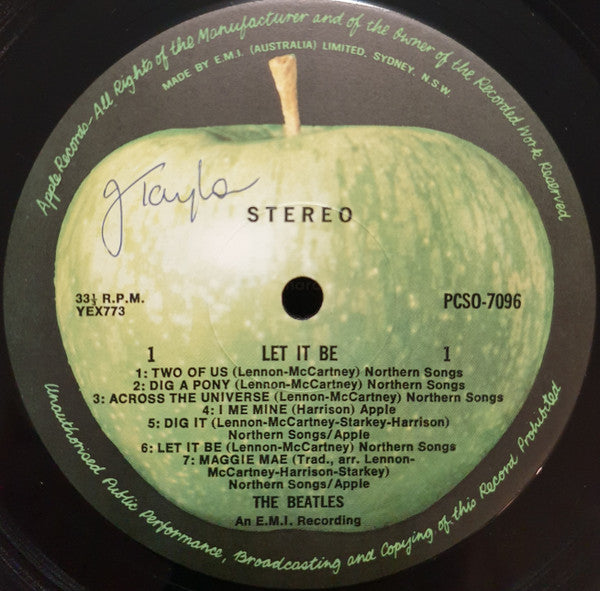 Apple Records-All Rights of the Manufacturer and of the Owner of the Recorded Work Reserved
MADE BY E.M.I. (AUSTRALIA) LIMITED. SYDNEY. N.S.W.
J Taylor
STEREO
33⅓ R.P.M.
YEX773
PCSO-7096
1 LET IT BE 1
1: TWO OF US (Lennon-McCartney) Northern Songs
2: DIG A PONY (Lennon-McCartney) Northern Songs
3: ACROSS THE UNIVERSE (Lennon-McCartney) Northern Songs
4: I ME MINE (Harrison) Apple
5: DIG IT (Lennon-McCartney-Starkey-Harrison)
Northern Songs/Apple
6: LET IT BE (Lennon-McCartney) Northern Songs
7: MAGGIE MAE (Trad., arr. Lennon-
McCartney-Harrison-Starkey)
Northern Songs/Apple
THE BEATLES
An E.M.I. Recording
Unauthorised Public Performance, Broadcasting and Copying of this Record Prohibited